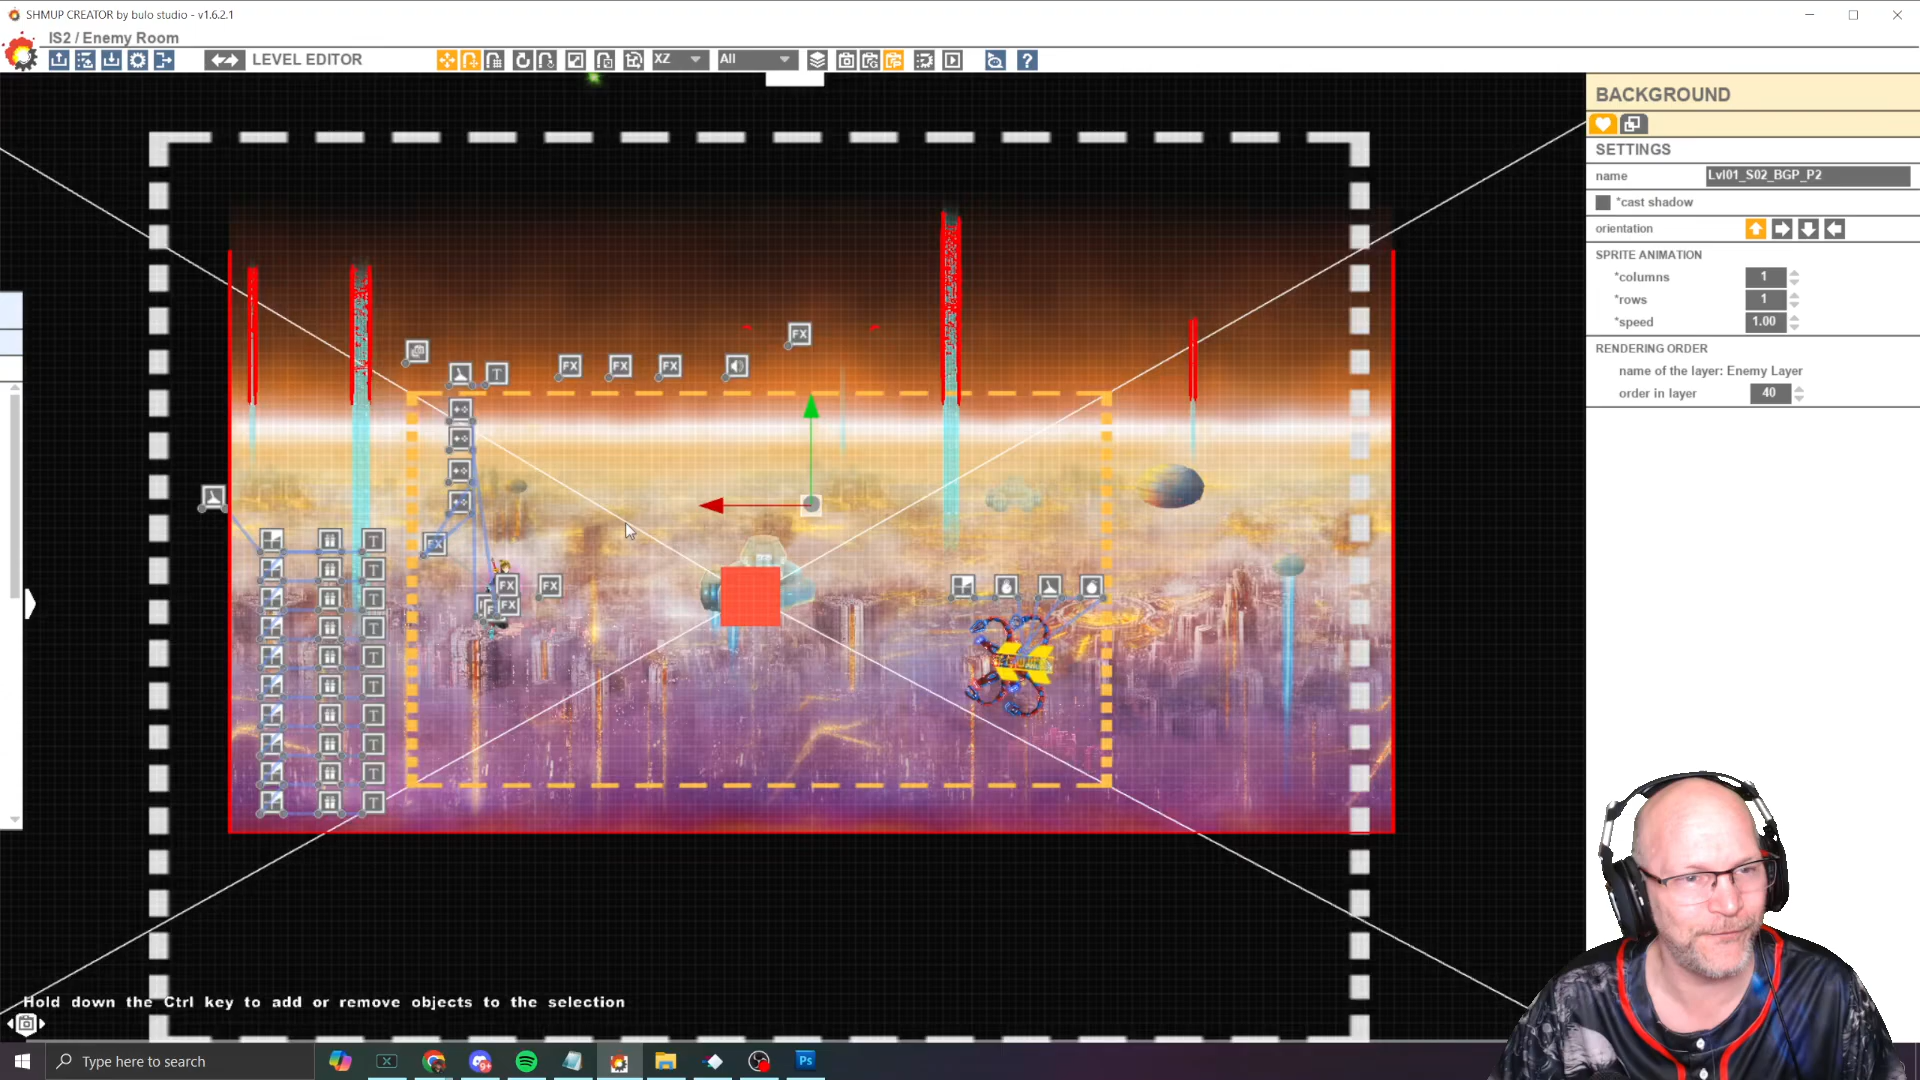 SHMUP CREATOR by bulo studio - v1.6.2.1
IS2 / Enemy Room
LEVEL EDITOR
XZ
All
?
BACKGROUND
SETTINGS
name
Lvl01_S02_BGP_P2
*cast shadow
orientation
SPRITE ANIMATION
*columns
1
*rows
1
*speed
1.00
RENDERING ORDER
name of the layer: Enemy Layer
order in layer
40
FX
T
FX
FX
FX
FX
T
FX
T
FX
FX
T
FX
T
T
T
T
T
T
T
Hold down the Ctrl key to add or remove objects to the selection
Type here to search
Ps